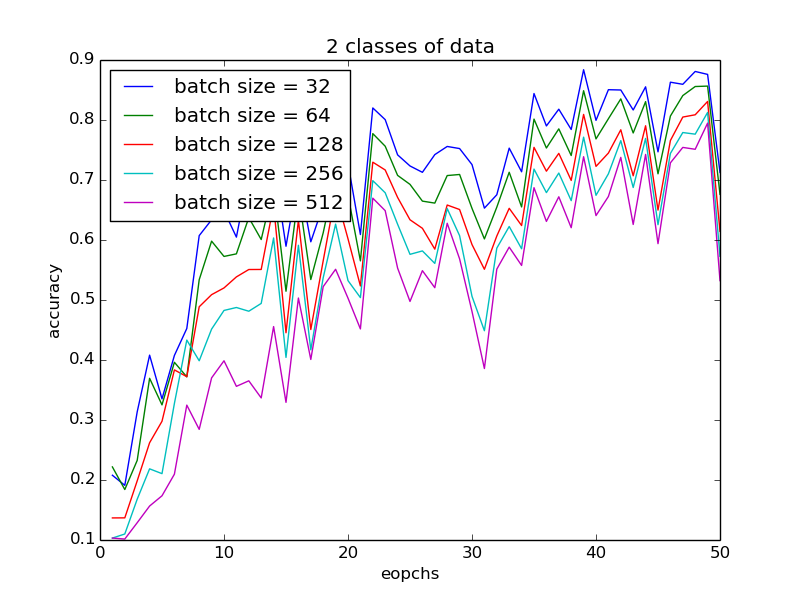 2 classes of data
batch size = 32
batch size = 64
batch size = 128
batch size = 256
batch size = 512
accuracy
0.9
0.8
0.7
0.6
0.5
0.4
0.3
0.2
0.1
0 10 20 30 40 50
eopchs